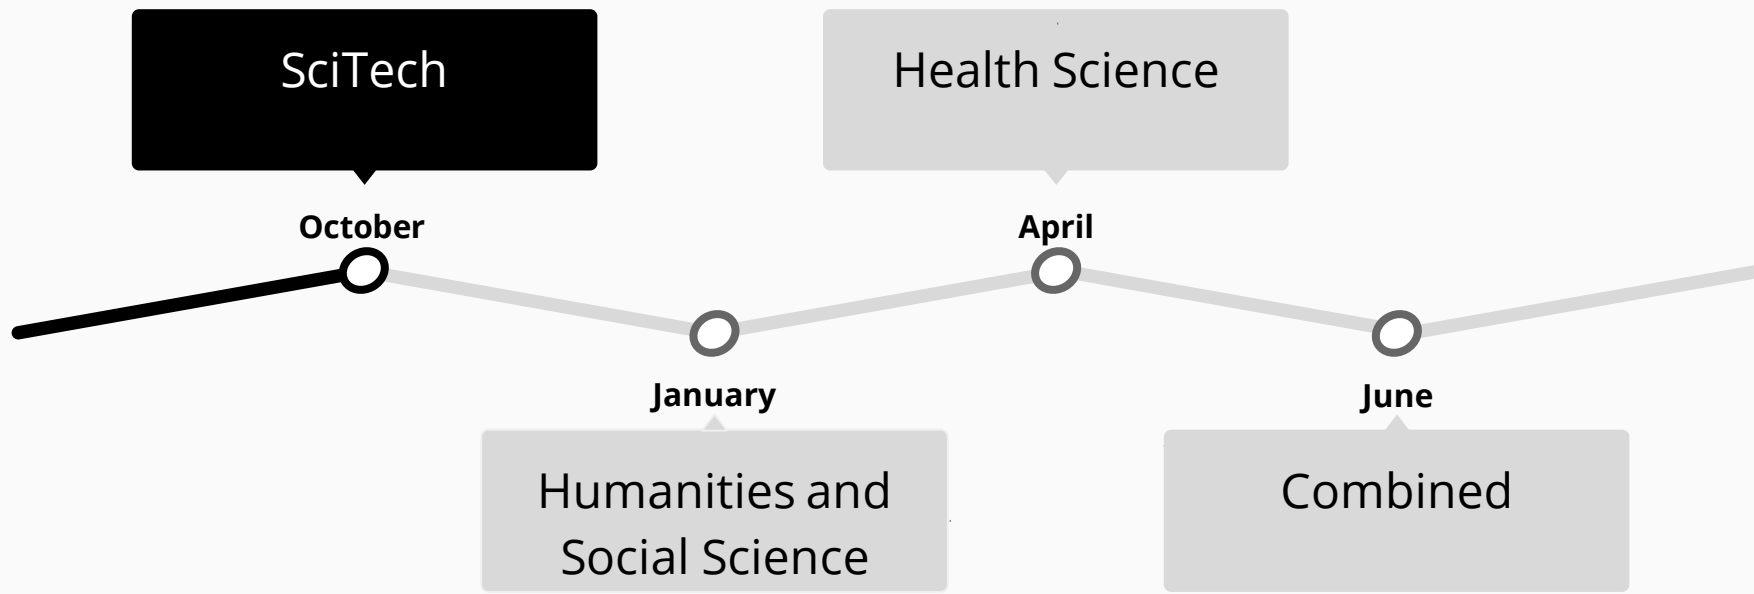 SciTech
October
Humanities and
Social Science
January
Health Science
April
Combined
June